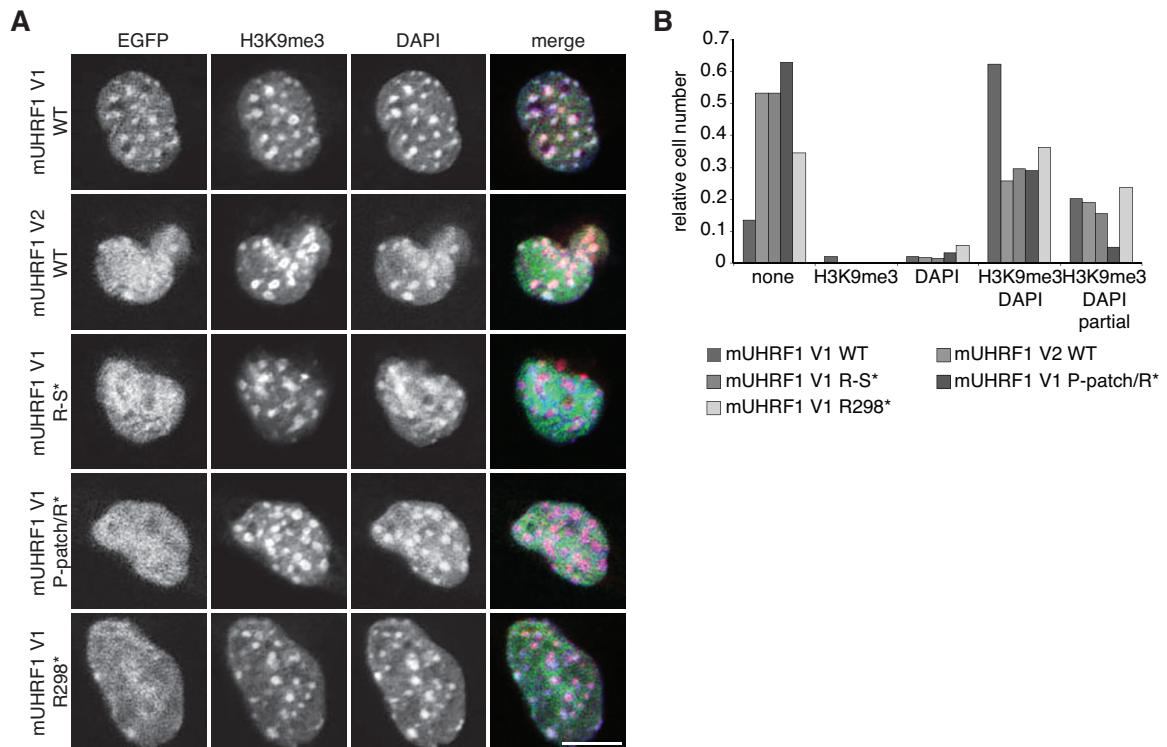 A
EGFP H3K9me3 DAPI merge
mUHRF1 V1
WT
mUHRF1 V2
WT
mUHRF1 V1
R-S*
mUHRF1 V1
P-patch/R*
mUHRF1 V1
R298*
B
relative cell number
0.7
0.6
0.5
0.4
0.3
0.2
0.1
0
none H3K9me3 DAPI H3K9me3 H3K9me3
DAPI DAPI
partial
mUHRF1 V1 WT mUHRF1 V2 WT
mUHRF1 V1 R-S* mUHRF1 V1 P-patch/R*
mUHRF1 V1 R298*